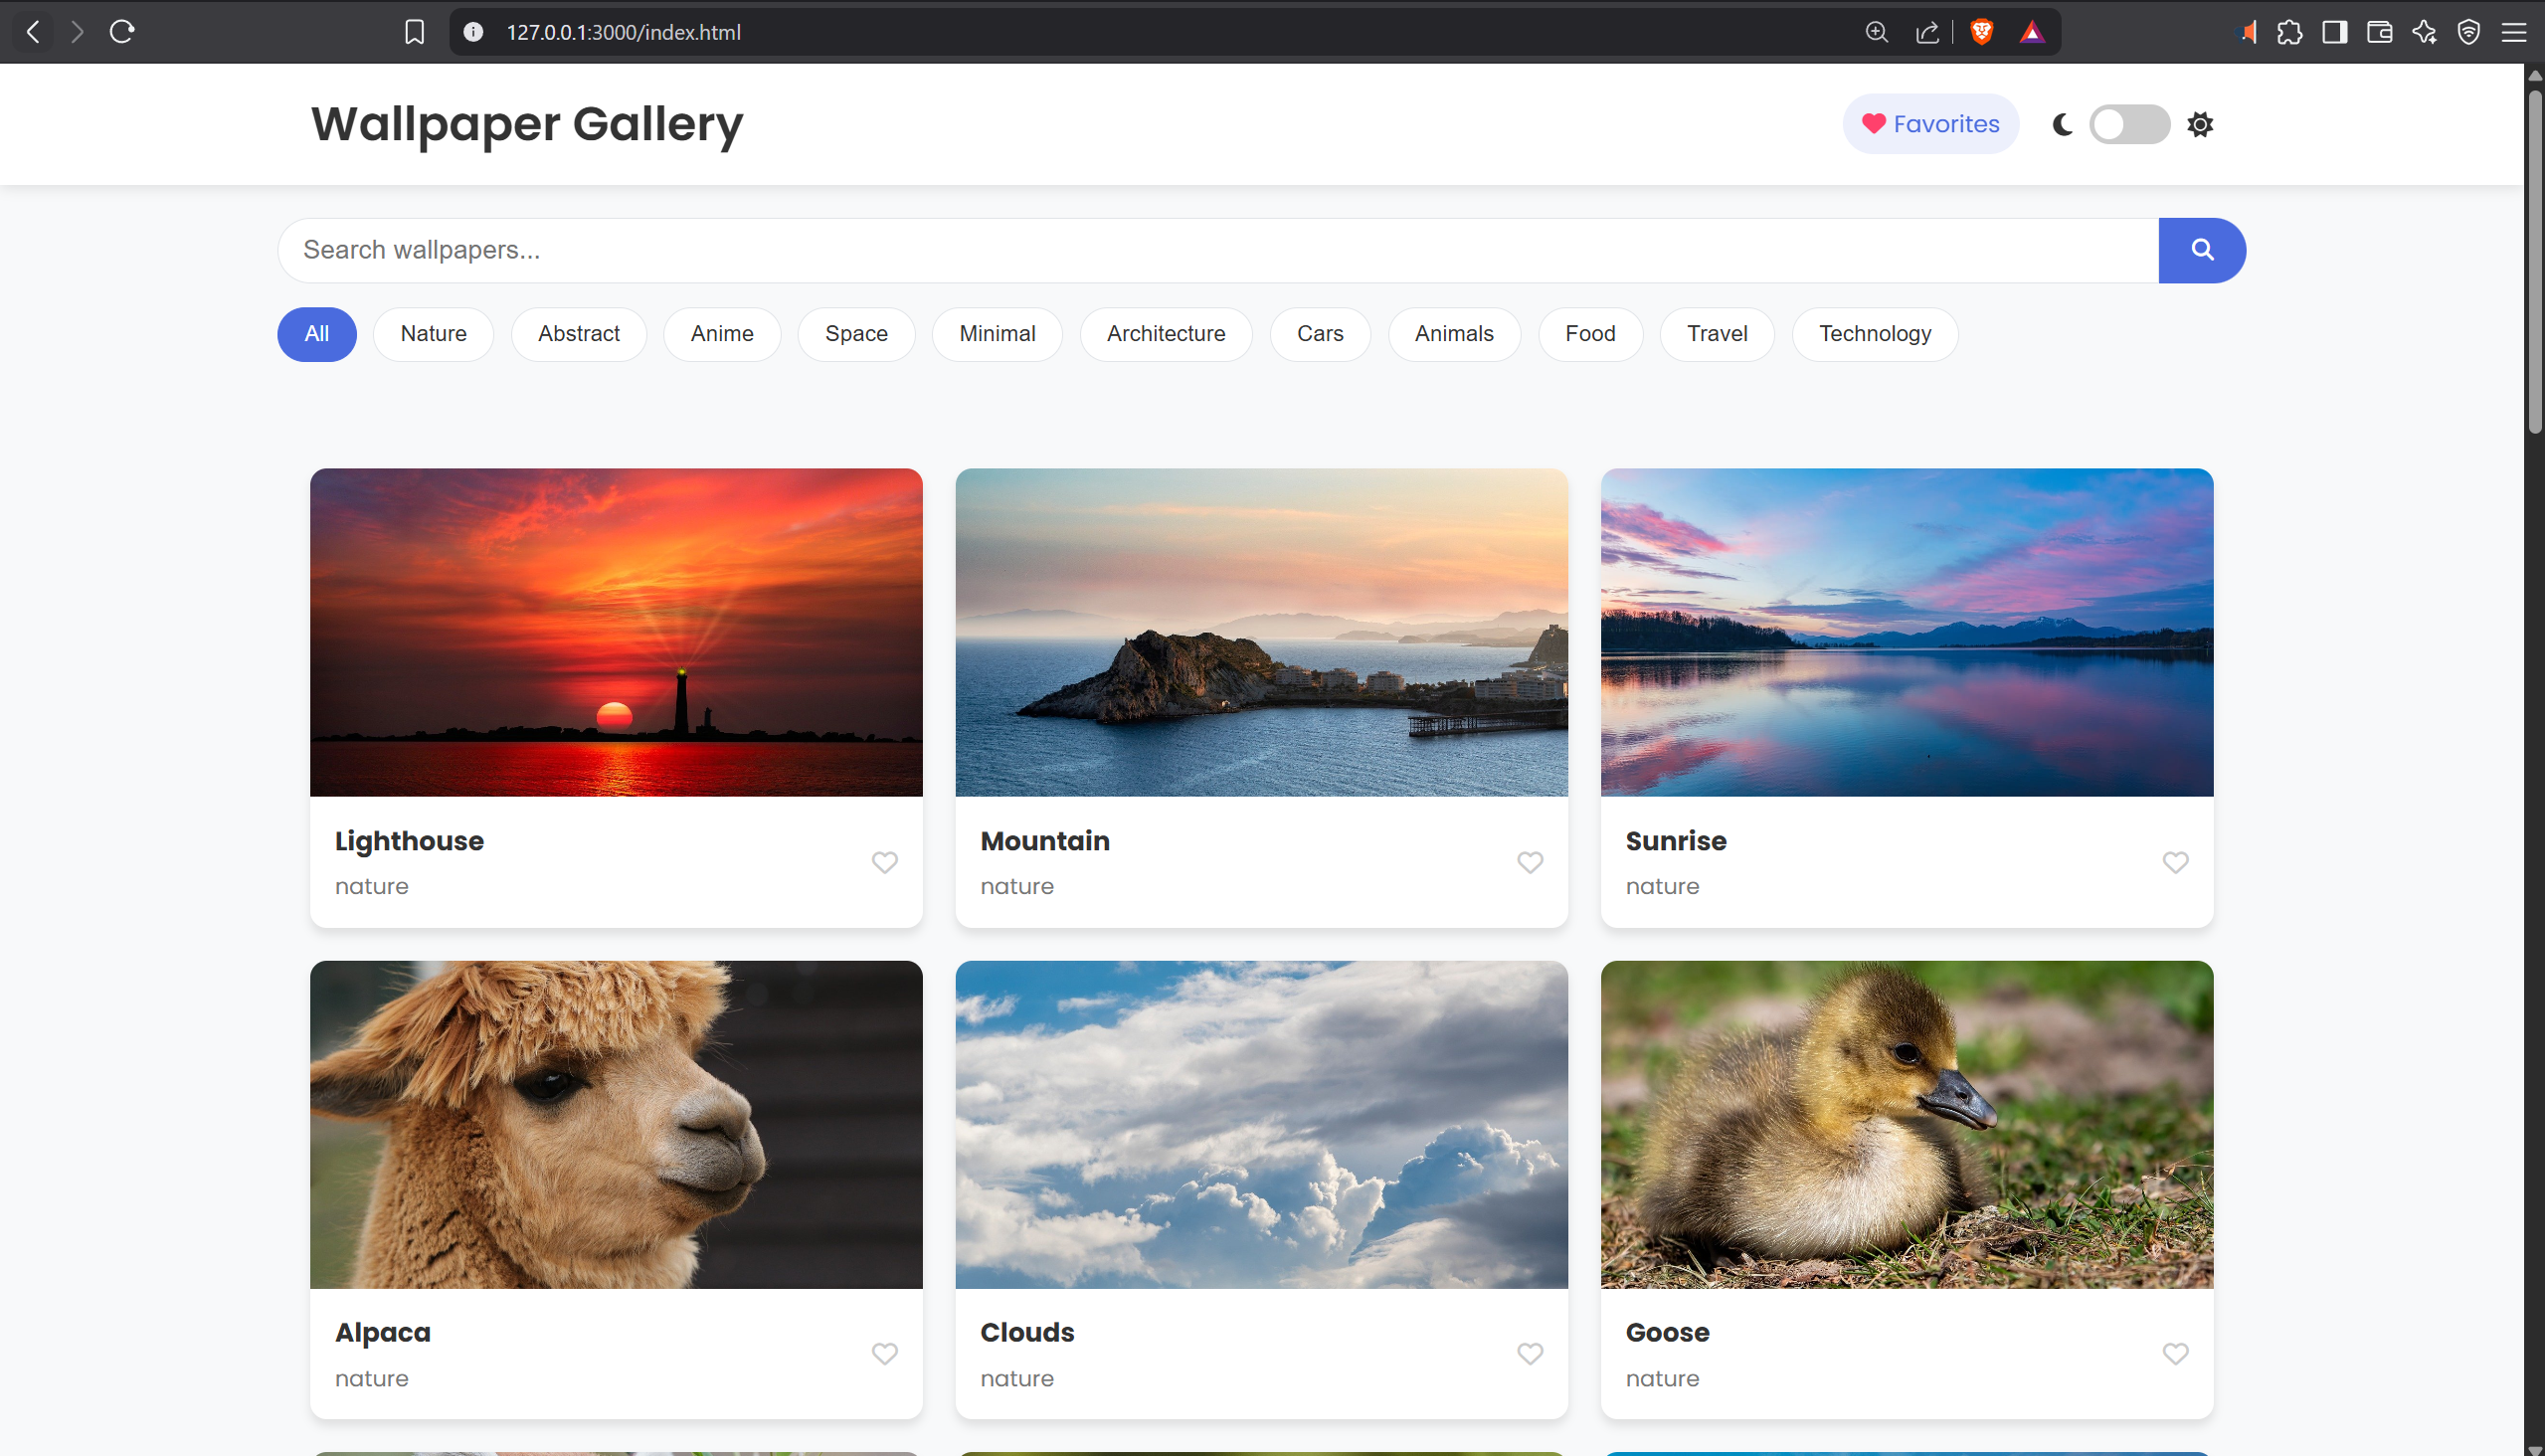 127.0.0.1:3000/index.html
Wallpaper Gallery
Favorites
Search wallpapers...
All Nature Abstract Anime Space Minimal Architecture Cars Animals Food Travel Technology
Lighthouse Mountain Sunrise
nature nature nature
Alpaca Clouds Goose
nature nature nature